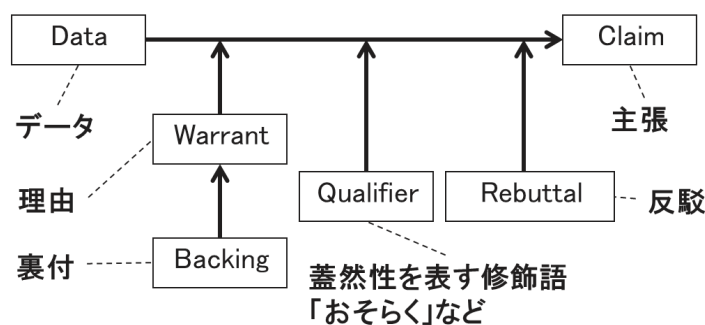 Data
Claim
データ
主張
Warrant
理由
Qualifier
Rebuttal
反駁
Backing
裏付
蓋然性を表す修飾語
「おそらく」など